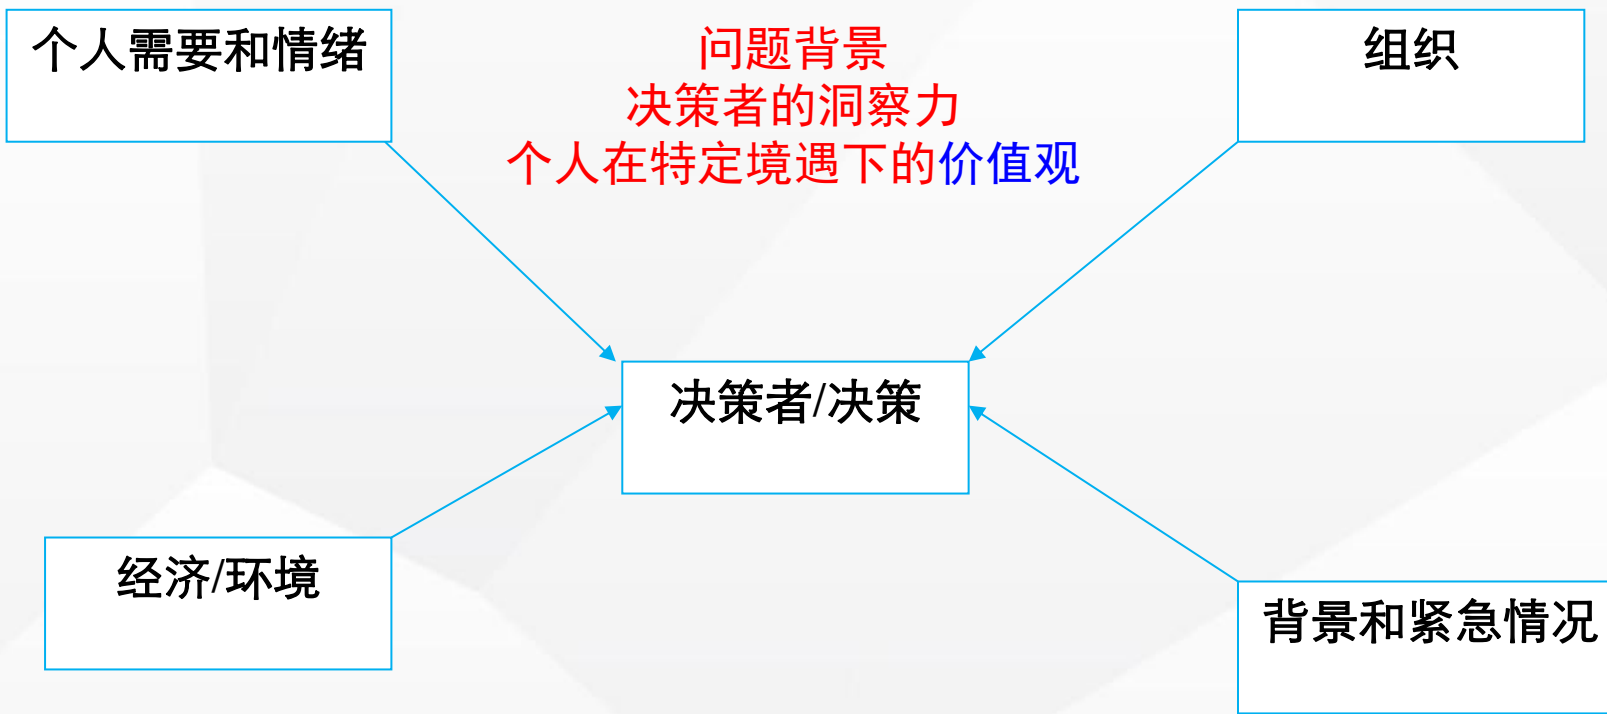 个人需要和情绪
问题背景
决策者的洞察力
个人在特定境遇下的价值观
组织
决策者/决策
经济/环境
背景和紧急情况